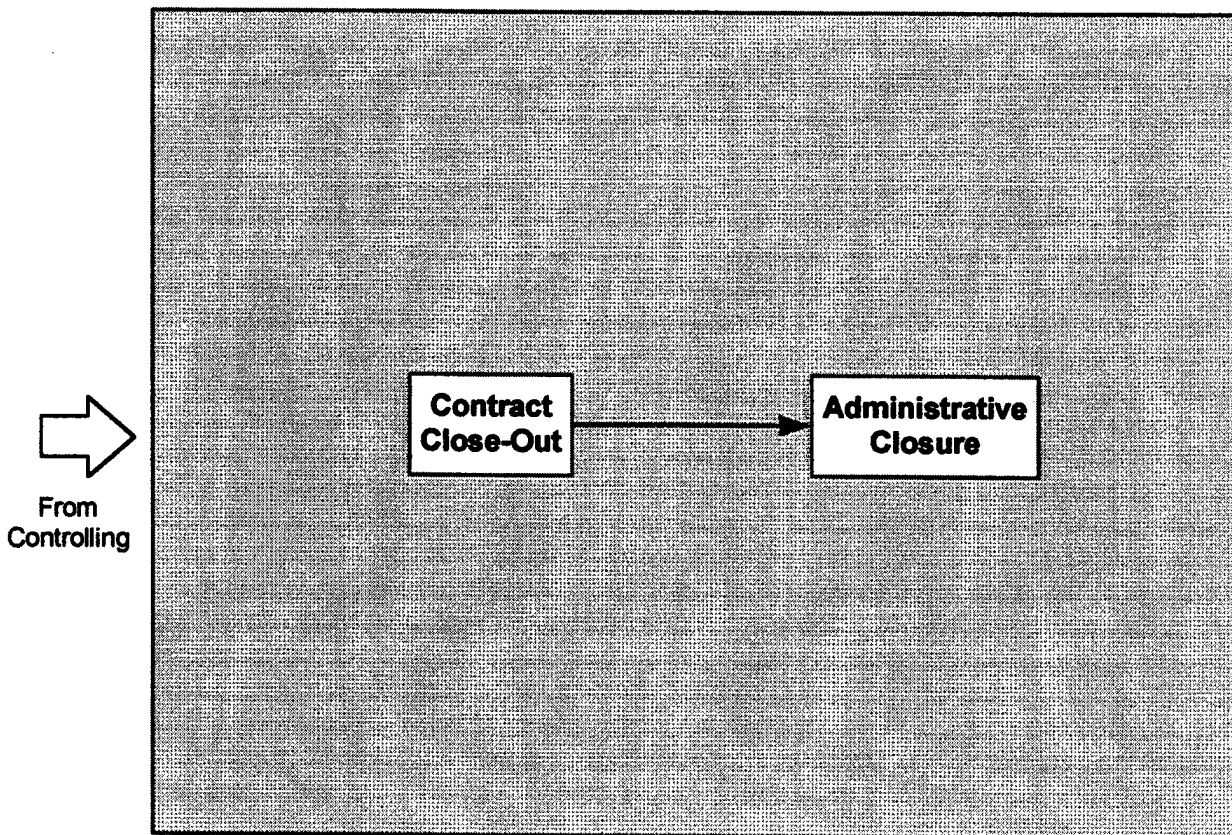 Contract
Close-Out
Administrative
Closure
From
Controlling